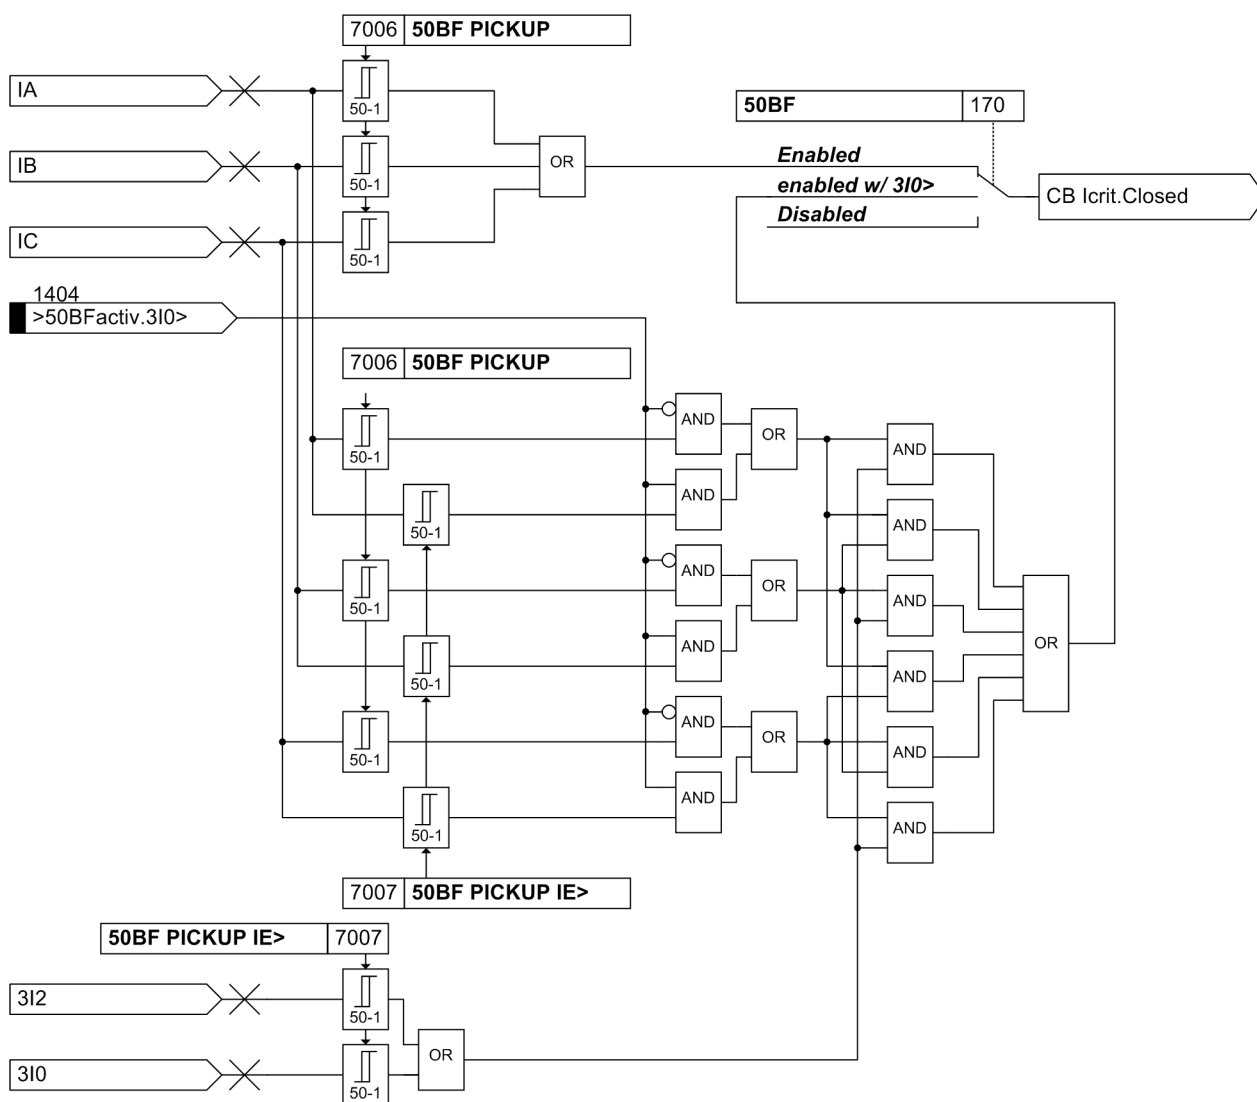 7006 50BF PICKUP
IA
50-1
50BF 170
IB
50-1
OR
Enabled
enabled w/ 3I0>
CB Icrit.Closed
Disabled
IC
50-1
1404
>50BFactiv.3I0>
7006 50BF PICKUP
50-1
AND
OR
AND
50-1
AND
AND
50-1
AND
OR
AND
50-1
AND
AND
OR
50-1
AND
OR
AND
50-1
AND
AND
7007 50BF PICKUP IE>
50BF PICKUP IE> 7007
3I2
50-1
OR
3I0
50-1